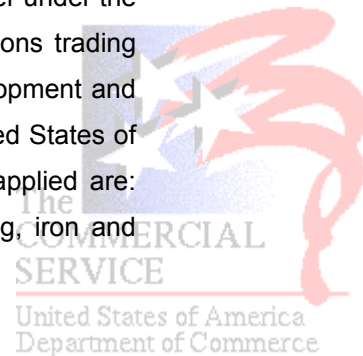 er under the
ons trading
opment and
ed States of
applied are:
g, iron and
The
COMMERCIAL
SERVICE
United States of America
Department of Commerce